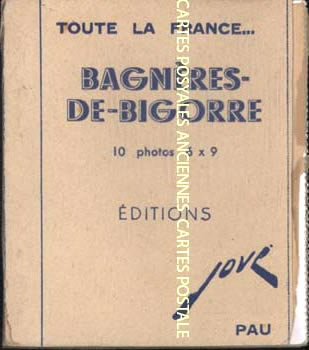 TOUTE LA FRANCE...
BAGNÈRES-
DE-BIGORRE
10 photos 6 x 9
ÉDITIONS
Jové
PAU
CARTES POSTALES ANCIENNES CARTES POSTALE